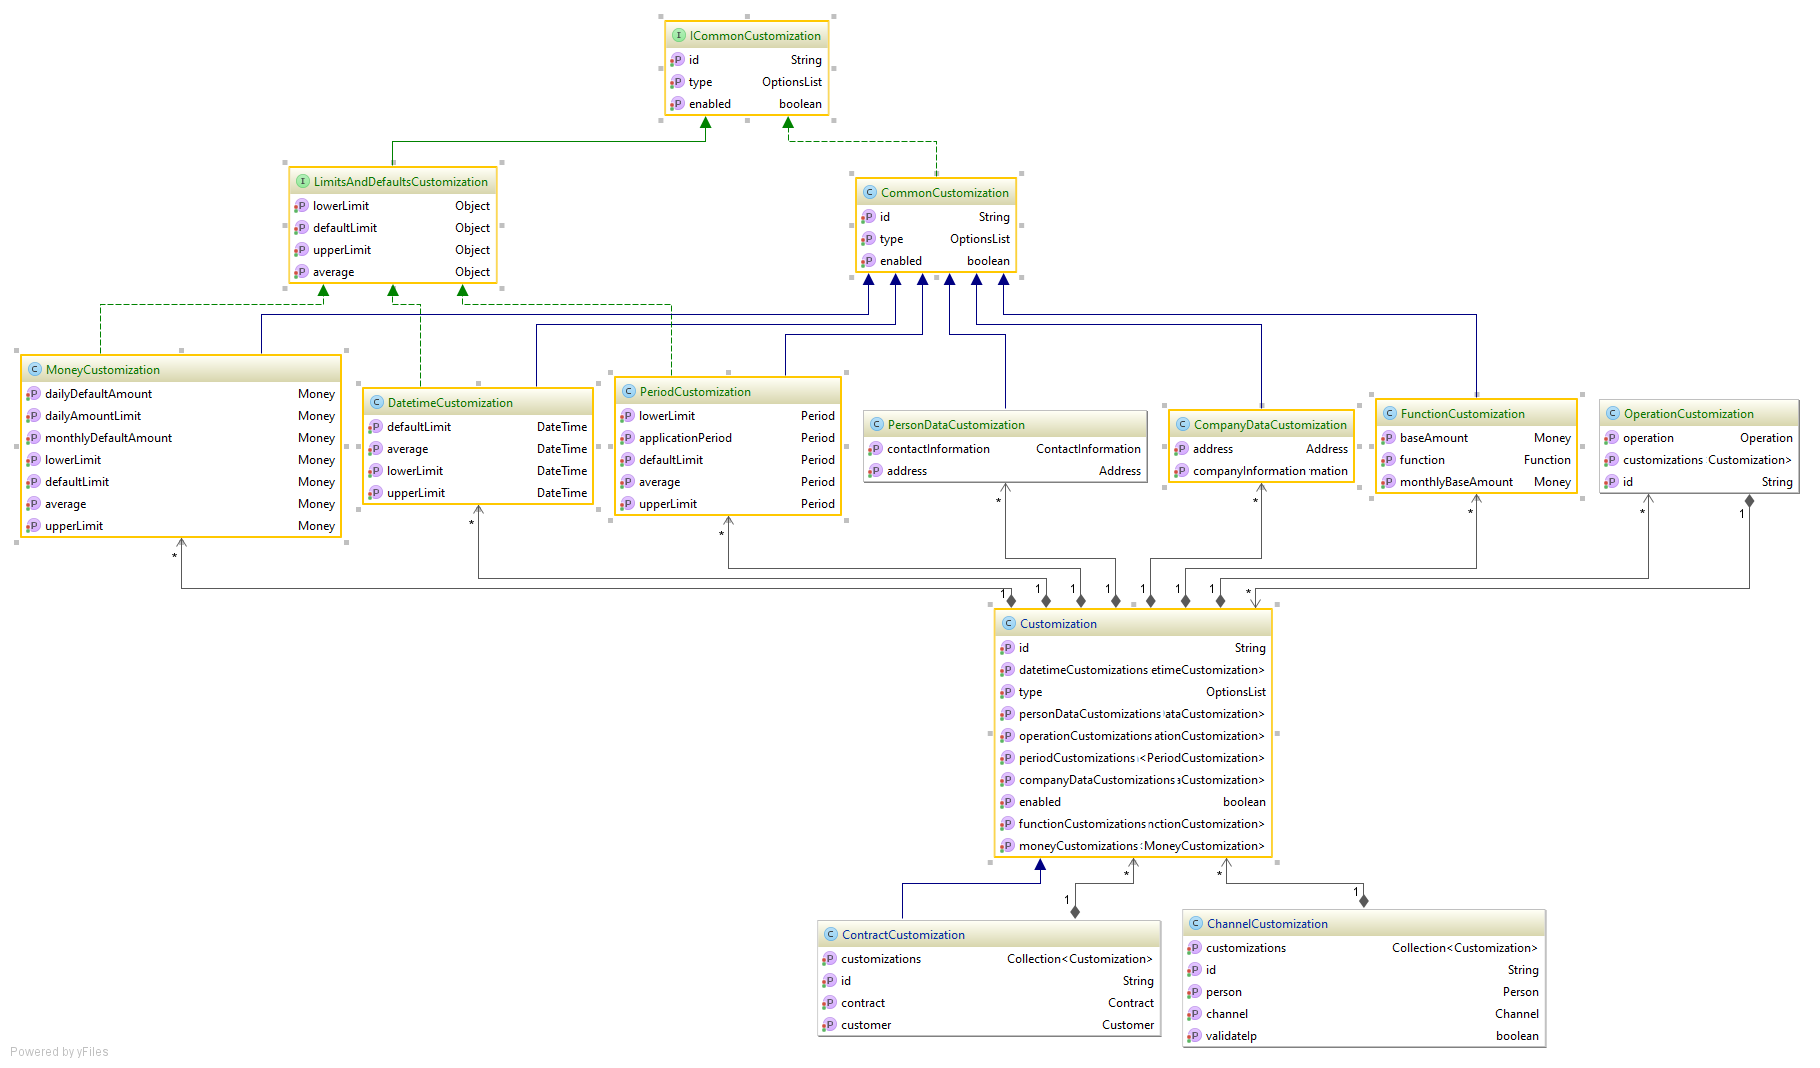 ICommonCustomization
id String
type OptionsList
enabled boolean
LimitsAndDefaultsCustomization
lowerLimit Object
defaultLimit Object
upperLimit Object
average Object
CommonCustomization
id String
type OptionsList
enabled boolean
MoneyCustomization
dailyDefaultAmount Money
dailyAmountLimit Money
monthlyDefaultAmount Money
lowerLimit Money
defaultLimit Money
average Money
upperLimit Money
DatetimeCustomization
defaultLimit DateTime
average DateTime
lowerLimit DateTime
upperLimit DateTime
PeriodCustomization
lowerLimit Period
applicationPeriod Period
defaultLimit Period
average Period
upperLimit Period
PersonDataCustomization
contactInformation ContactInformation
address Address
CompanyDataCustomization
address Address
companyInformation rmation
FunctionCustomization
baseAmount Money
function Function
monthlyBaseAmount Money
OperationCustomization
operation Operation
customizations Customization>
id String
* * * * * * *
1 1 1 1 1 1 1 * 1
Customization
id String
datetimeCustomizations etimeCustomization>
type OptionsList
personDataCustomizations ataCustomization>
operationCustomizations ationCustomization>
periodCustomizations <PeriodCustomization>
companyDataCustomizations aCustomization>
enabled boolean
functionCustomizations nctionCustomization>
moneyCustomizations MoneyCustomization>
* *
1 1
ContractCustomization
customizations Collection<Customization>
id String
contract Contract
customer Customer
ChannelCustomization
customizations Collection<Customization>
id String
person Person
channel Channel
validateIp boolean
Powered by yFiles